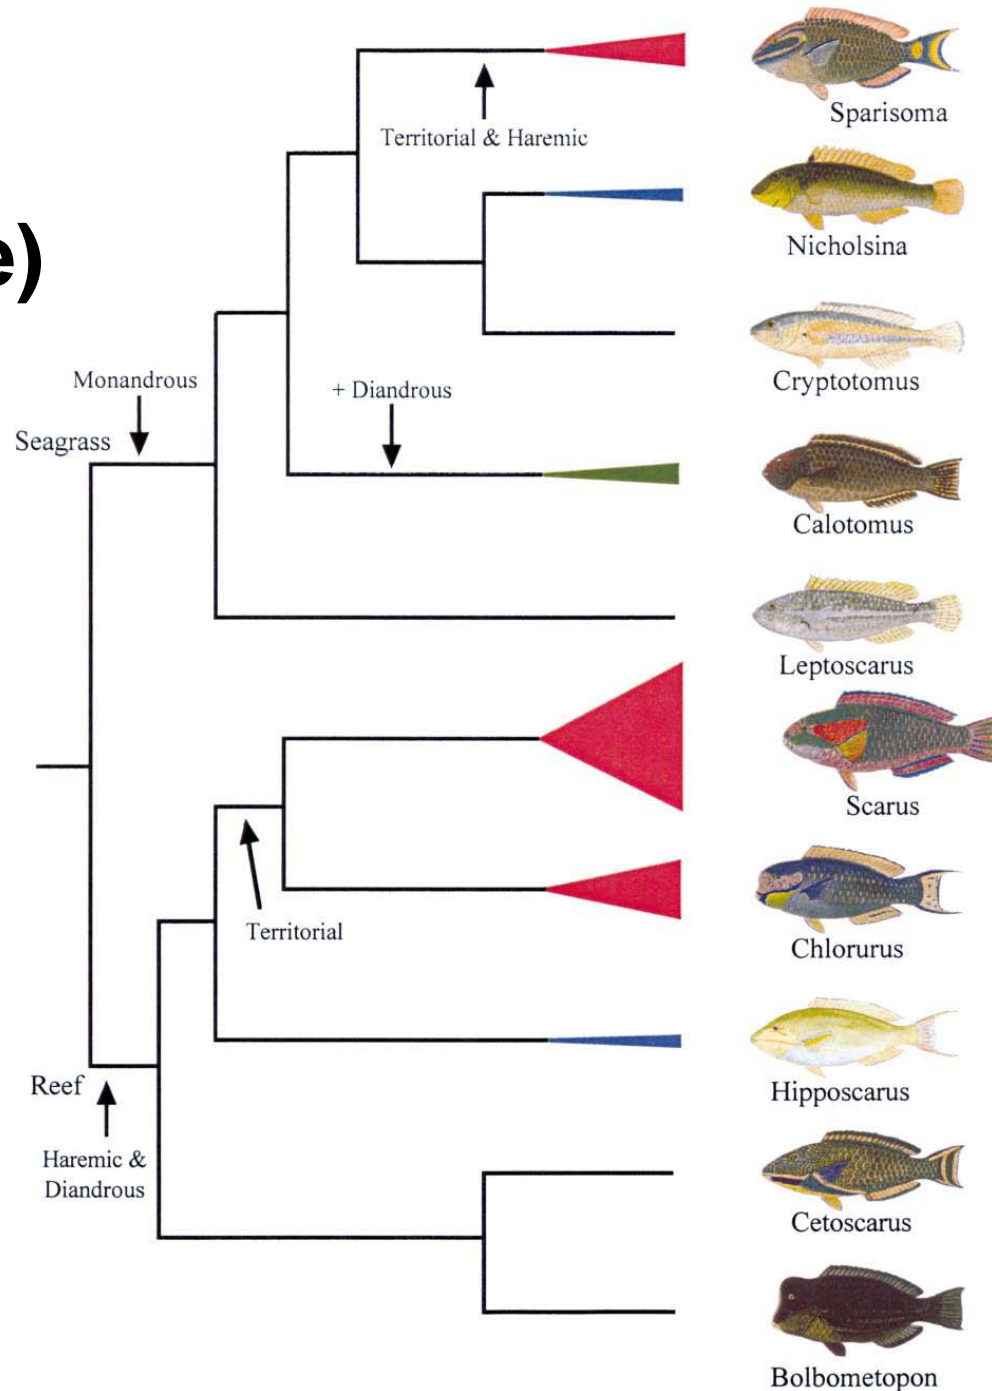 Territorial & Haremic
Sparisoma
e)
Nicholsina
Monandrous
+ Diandrous
Cryptotomus
Seagrass
Calotomus
Leptoscarus
Scarus
Territorial
Chlorurus
Reef
Hipposcarus
Haremic &
Diandrous
Cetoscarus
Bolbometopon